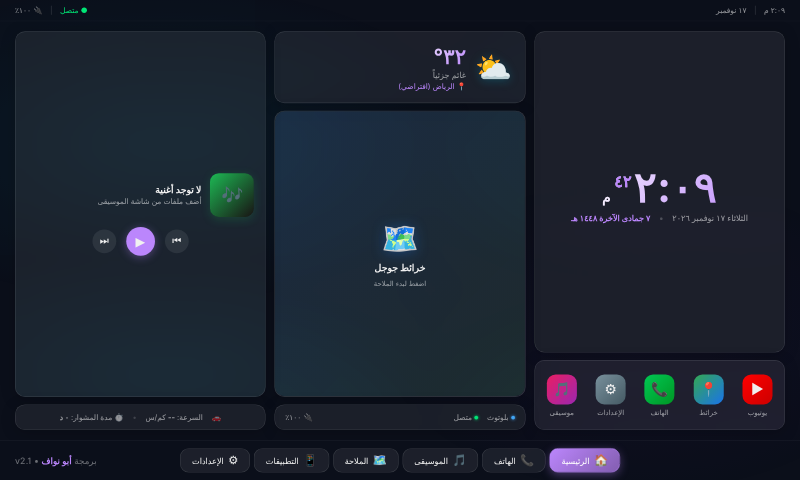 ٢:٠٩ م
١٧ نوفمبر
متصل
١٠٠٪
٢:٠٩ ٤٢ م
الثلاثاء ١٧ نوفمبر ٢٠٢٦ • ٧ جمادى الآخرة ١٤٤٨ هـ
يوتيوب
خرائط
الهاتف
الإعدادات
موسيقى
٣٢°
غائم جزئياً
الرياض (افتراضي)
خرائط جوجل
اضغط لبدء الملاحة
بلوتوث
متصل
١٠٠٪
لا توجد أغنية
أضف ملفات من شاشة الموسيقى
السرعة: -- كم/س • مدة المشوار: ٠ د
الرئيسية
الهاتف
الموسيقى
الملاحة
التطبيقات
الإعدادات
برمجة أبو نواف • v2.1